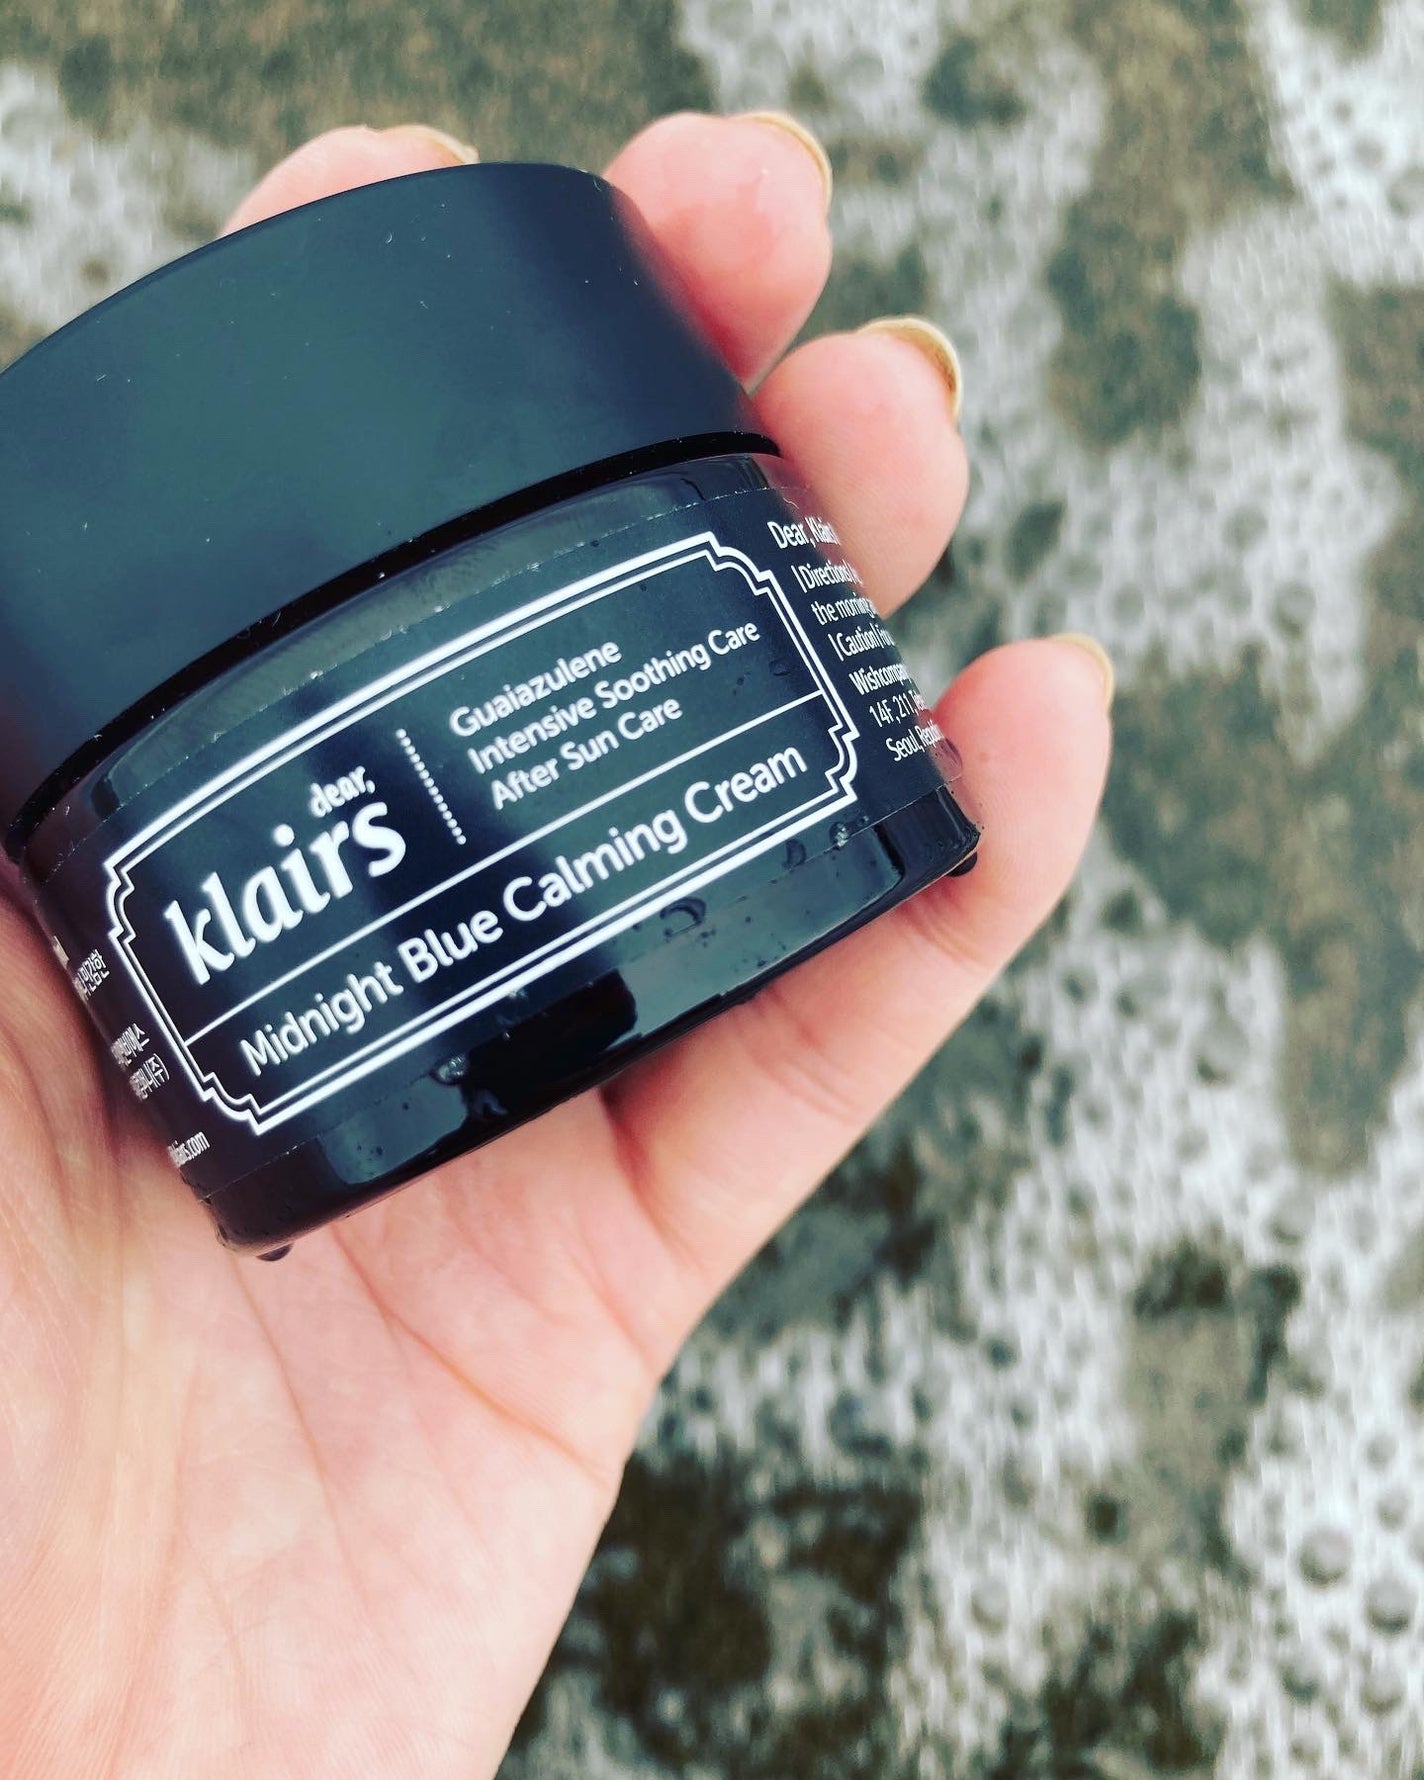 dear,
klairs
Guaiazulene
Intensive Soothing Care
After Sun Care
Midnight Blue Calming Cream
Dear, Klairs
| Directions |
the morning
| Caution |
Wishcompany
14F, 211,
Seoul,